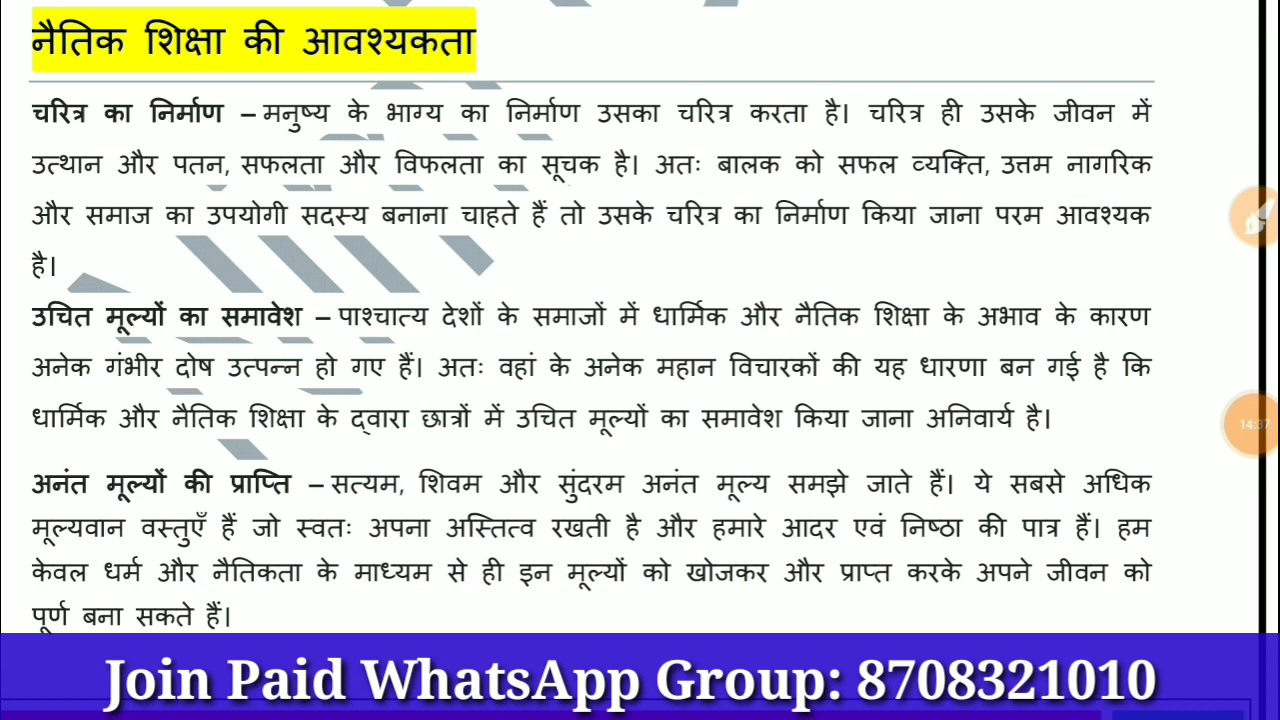 नैतिक शिक्षा की आवश्यकता
चरित्र का निर्माण – मनुष्य के भाग्य का निर्माण उसका चरित्र करता है। चरित्र ही उसके जीवन में
उत्थान और पतन, सफलता और विफलता का सूचक है। अतः बालक को सफल व्यक्ति, उत्तम नागरिक
और समाज का उपयोगी सदस्य बनाना चाहते हैं तो उसके चरित्र का निर्माण किया जाना परम आवश्यक
है।
उचित मूल्यों का समावेश – पाश्चात्य देशों के समाजों में धार्मिक और नैतिक शिक्षा के अभाव के कारण
अनेक गंभीर दोष उत्पन्न हो गए हैं। अतः वहां के अनेक महान विचारकों की यह धारणा बन गई है कि
धार्मिक और नैतिक शिक्षा के द्वारा छात्रों में उचित मूल्यों का समावेश किया जाना अनिवार्य है।
अनंत मूल्यों की प्राप्ति – सत्यम, शिवम और सुंदरम अनंत मूल्य समझे जाते हैं। ये सबसे अधिक
मूल्यवान वस्तुएँ हैं जो स्वतः अपना अस्तित्व रखती है और हमारे आदर एवं निष्ठा की पात्र हैं। हम
केवल धर्म और नैतिकता के माध्यम से ही इन मूल्यों को खोजकर और प्राप्त करके अपने जीवन को
पूर्ण बना सकते हैं।
14:37
Join Paid WhatsApp Group: 8708321010